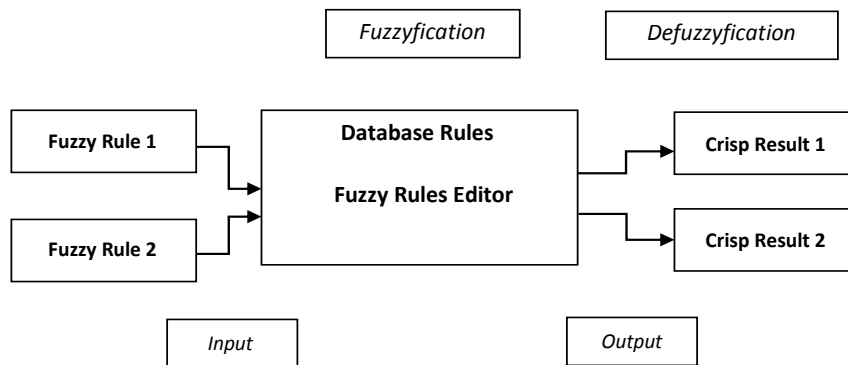 Fuzzyfication
Defuzzyfication
Fuzzy Rule 1
Database Rules
Crisp Result 1
Fuzzy Rules Editor
Fuzzy Rule 2
Crisp Result 2
Input
Output